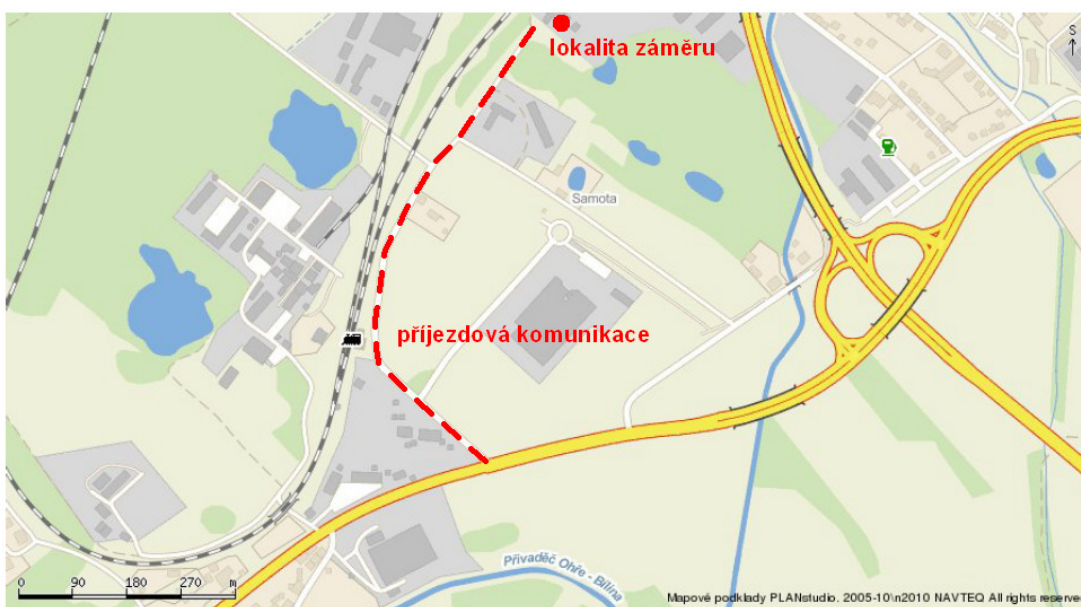 S
lokalita záměru
Samota
příjezdová komunikace
Přivaděč Ohře - Bílina
0 90 180 270 m
Mapové podklady PLANstudio, 2005-10\n2010 NAVTEQ All rights reserve